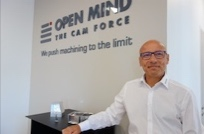 OPEN MIND
THE CAM FORCE
We push machining to the limit